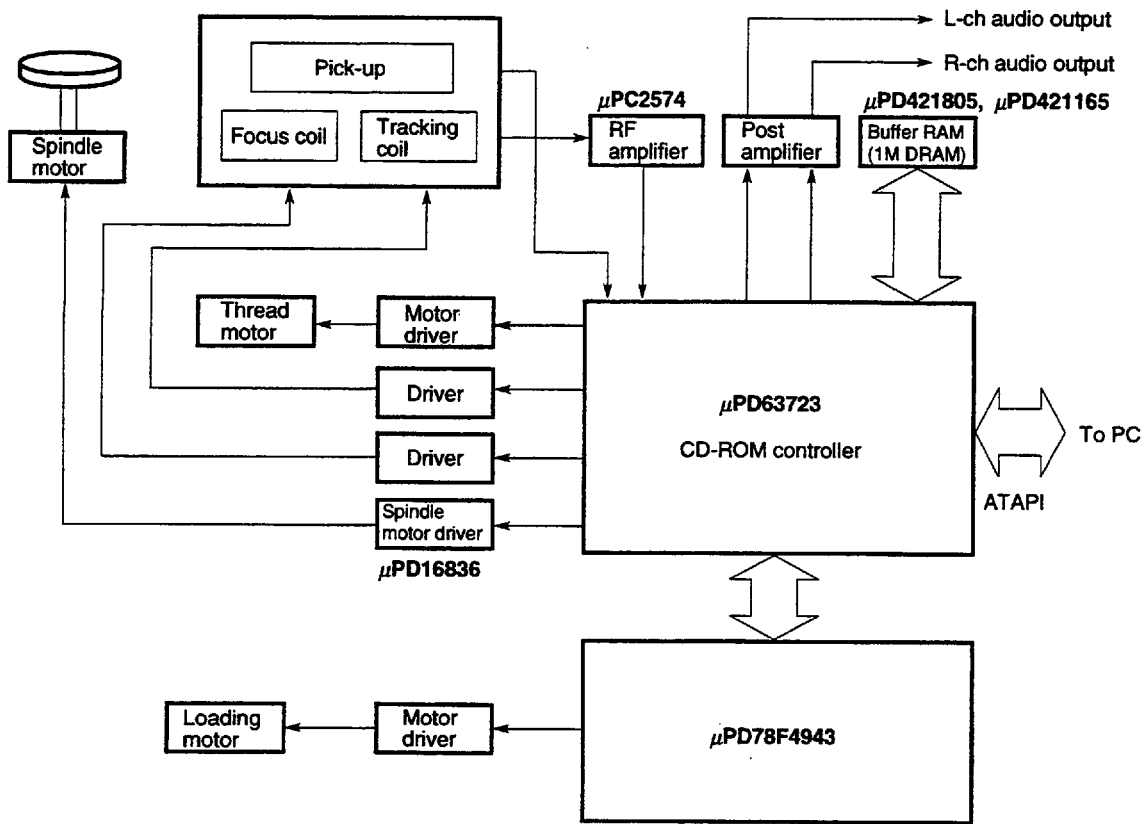 L-ch audio output
R-ch audio output
Pick-up
Focus coil
Tracking
coil
Spindle
motor
μPC2574
RF
amplifier
Post
amplifier
μPD421805, μPD421165
Buffer RAM
(1M DRAM)
Thread
motor
Motor
driver
Driver
Driver
Spindle
motor driver
μPD16836
μPD63723
CD-ROM controller
To PC
ATAPI
Loading
motor
Motor
driver
μPD78F4943